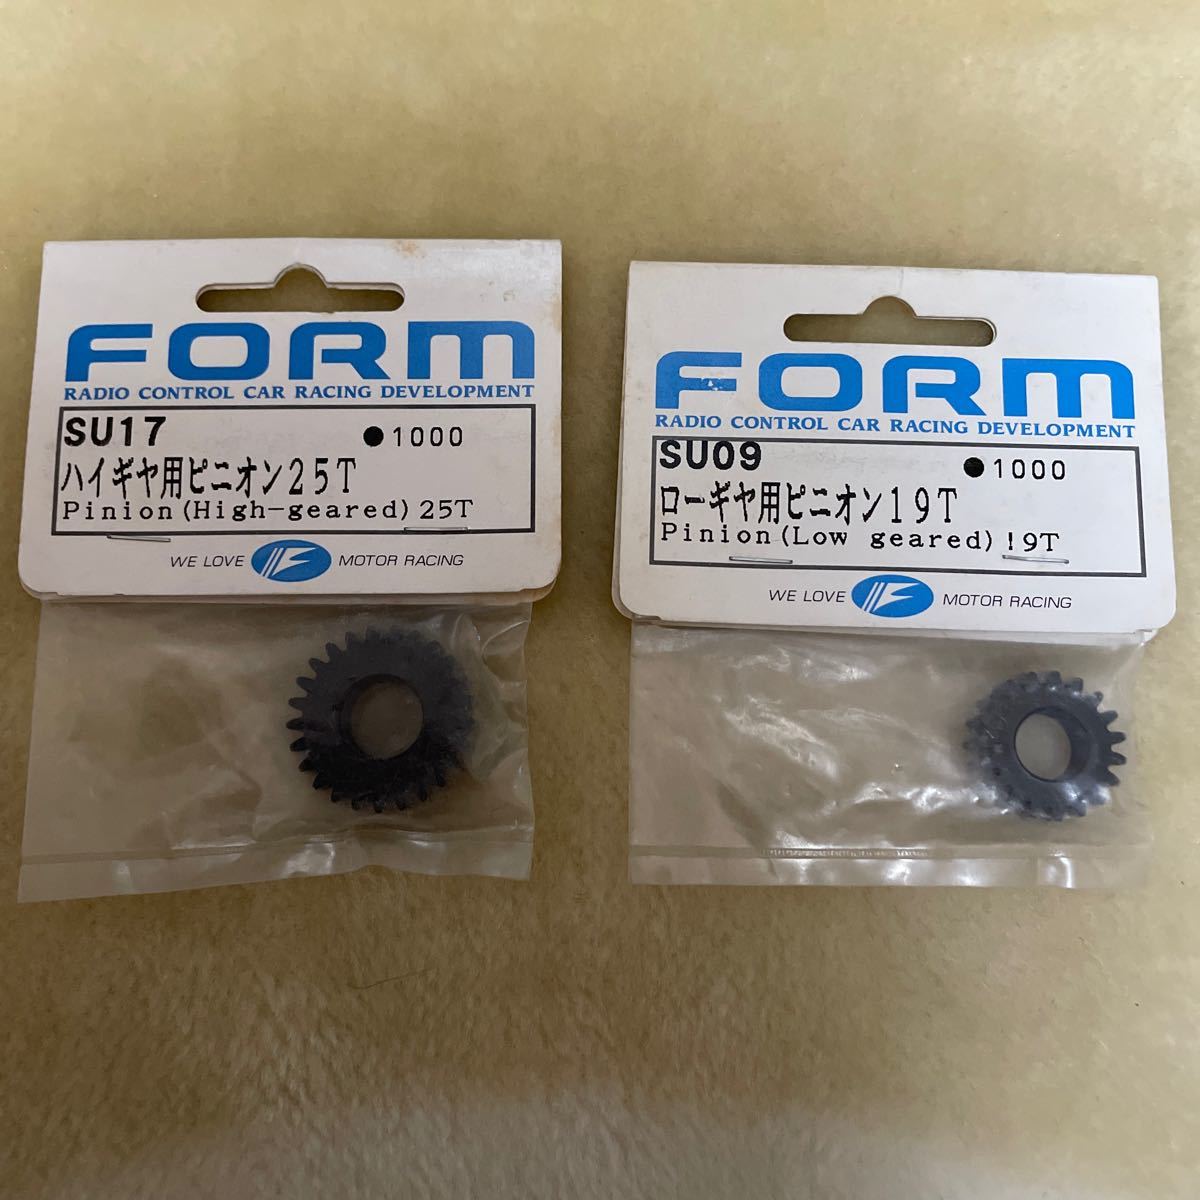 FORM
RADIO CONTROL CAR RACING DEVELOPMENT
SU17 ●1000
ハイギヤ用ピニオン25T
Pinion(High-geared)25T
WE LOVE F MOTOR RACING
FORM
RADIO CONTROL CAR RACING DEVELOPMENT
SU09 ●1000
ローギヤ用ピニオン19T
Pinion(Low geared)19T
WE LOVE F MOTOR RACING